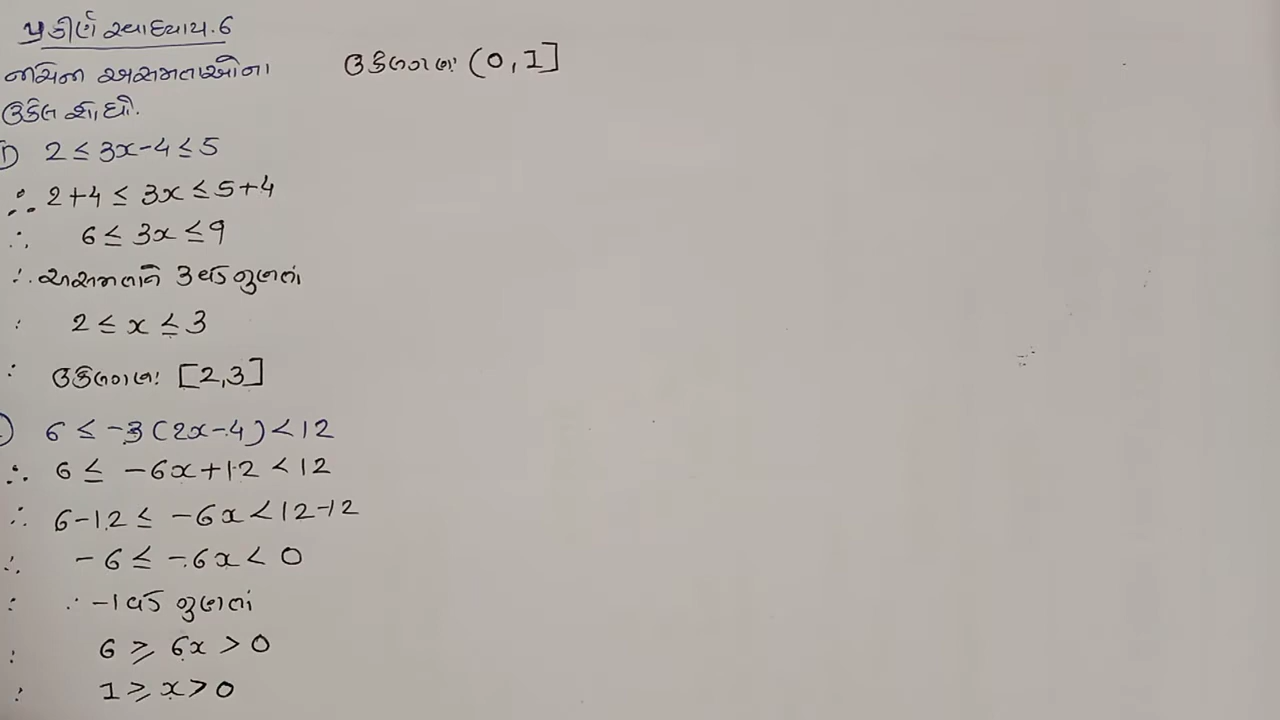 પ્રકીર્ણ સ્વાધ્યાય.6
નીચેની અસમતાઓના
ઉકેલ શોધો.
1) 2 ≤ 3x-4 ≤ 5
∴ 2+4 ≤ 3x ≤ 5+4
∴ 6 ≤ 3x ≤ 9
∴ અસમતાને 3 વડે ગુણતાં
∴ 2 ≤ x ≤ 3
∴ ઉકેલગણ: [2,3]
6 ≤ -3(2x-4) < 12
∴ 6 ≤ -6x+12 < 12
∴ 6-12 ≤ -6x < 12-12
∴ -6 ≤ -6x < 0
∴ ∴ -1 વડે ગુણતાં
∴ 6 ≥ 6x > 0
∴ 1 ≥ x > 0
ઉકેલગણ: (0,1]